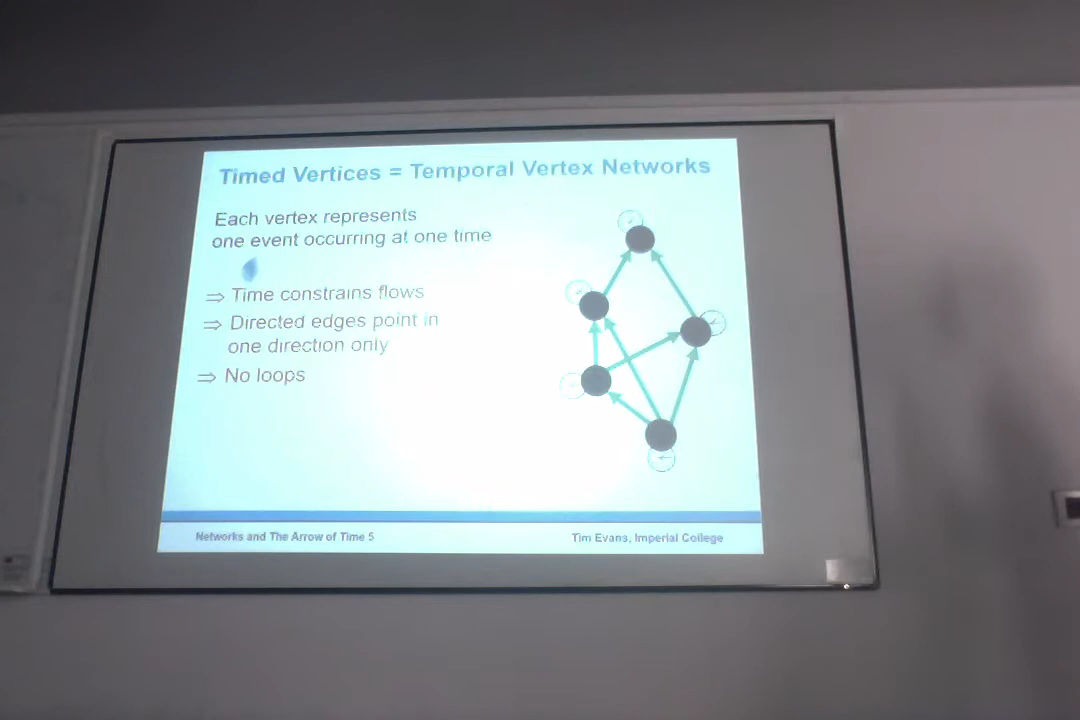 Timed Vertices = Temporal Vertex Networks
Each vertex represents
one event occurring at one time
⇒ Time constrains flows
⇒ Directed edges point in
one direction only
⇒ No loops
Networks and The Arrow of Time 5
Tim Evans, Imperial College